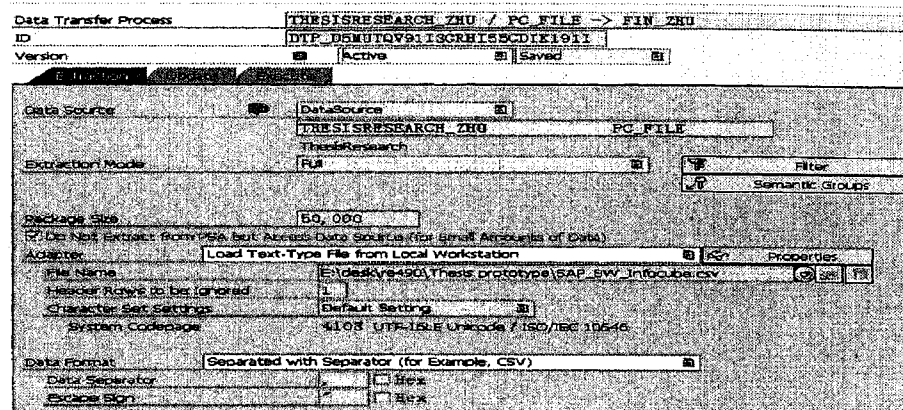 Data Transfer Process THESISRESEARCH_ZHU / PC_FILE -> FIN_ZHU
ID
Version Active Saved
Extraction
Data Source DataSource
THESISRESEARCH_ZHU PC_FILE
ThesisResearch
Extraction Mode Full Filter
Semantic Groups
Package Size 50,000
Do Not Extract from PSA but Access Data Source (for Small Amounts of Data)
Adapter Load Text-Type File from Local Workstation Properties
File Name E:\desk\re490\Thesis prototype\SAP_BW_Infocube.csv
Header Rows to be Ignored 1
Character Set Settings Default Setting
System Codepage 4103 UTF-16LE Unicode / ISO/IEC 10646
Data Format Separated with Separator (for Example, CSV)
Data Separator , Hex
Escape Sign Hex